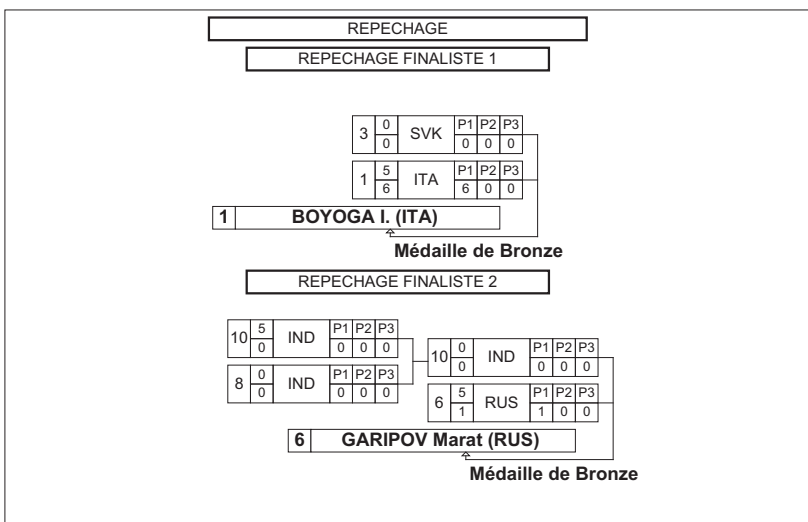 REPECHAGE
REPECHAGE FINALISTE 1
3 0 SVK P1 P2 P3
0 0 0 0
1 5 ITA P1 P2 P3
6 6 0 0
1 BOYOGA I. (ITA)
Médaille de Bronze
REPECHAGE FINALISTE 2
10 5 IND P1 P2 P3
0 0 0 0
8 0 IND P1 P2 P3
0 0 0 0
10 0 IND P1 P2 P3
0 0 0 0
6 5 RUS P1 P2 P3
1 1 0 0
6 GARIPOV Marat (RUS)
Médaille de Bronze